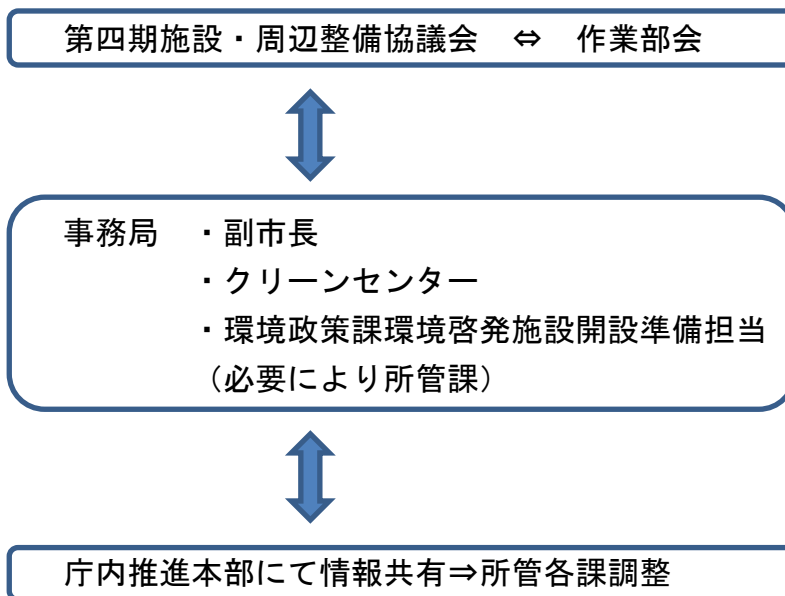 第四期施設・周辺整備協議会　⇔　作業部会
事務局　・副市長
・クリーンセンター
・環境政策課環境啓発施設開設準備担当
（必要により所管課）
庁内推進本部にて情報共有⇒所管各課調整